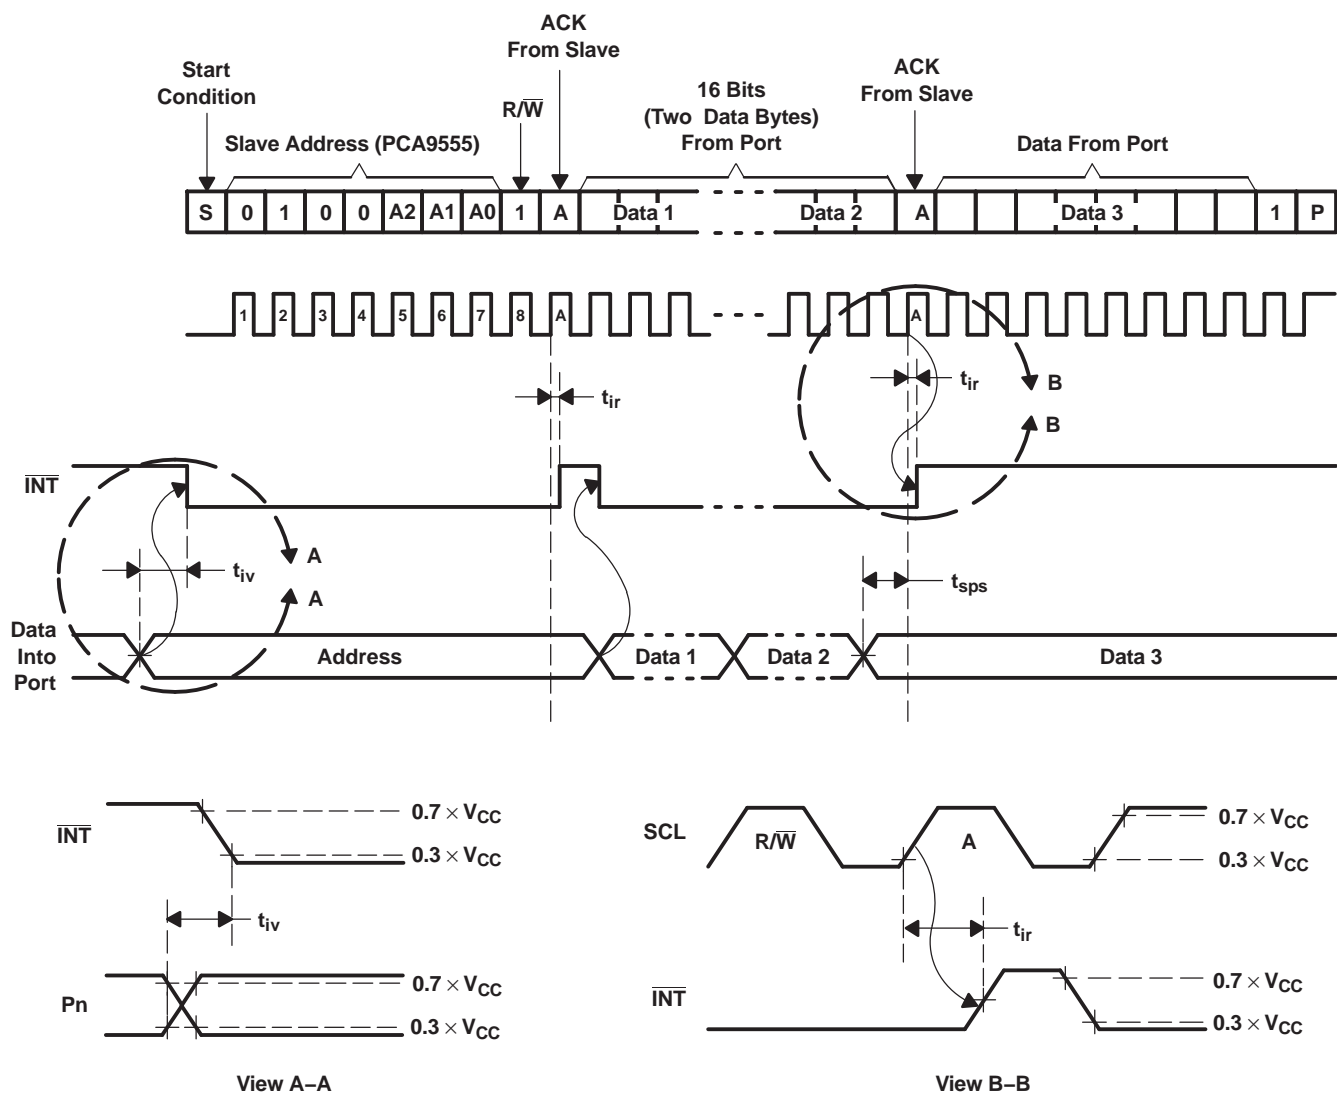 ACK
From Slave
Start
Condition
R/W
16 Bits
(Two Data Bytes)
From Port
ACK
From Slave
Slave Address (PCA9555)
Data From Port
S 0 1 0 0 A2 A1 A0 1 A Data 1 Data 2 A Data 3 1 P
1 2 3 4 5 6 7 8 A A
tir
tir
B
B
INT
A
A
tiv
tsps
Data
Into
Port
Address
Data 1
Data 2
Data 3
INT
0.7 × VCC
0.3 × VCC
tiv
Pn
0.7 × VCC
0.3 × VCC
View A–A
SCL
R/W
A
0.7 × VCC
0.3 × VCC
tir
INT
0.7 × VCC
0.3 × VCC
View B–B